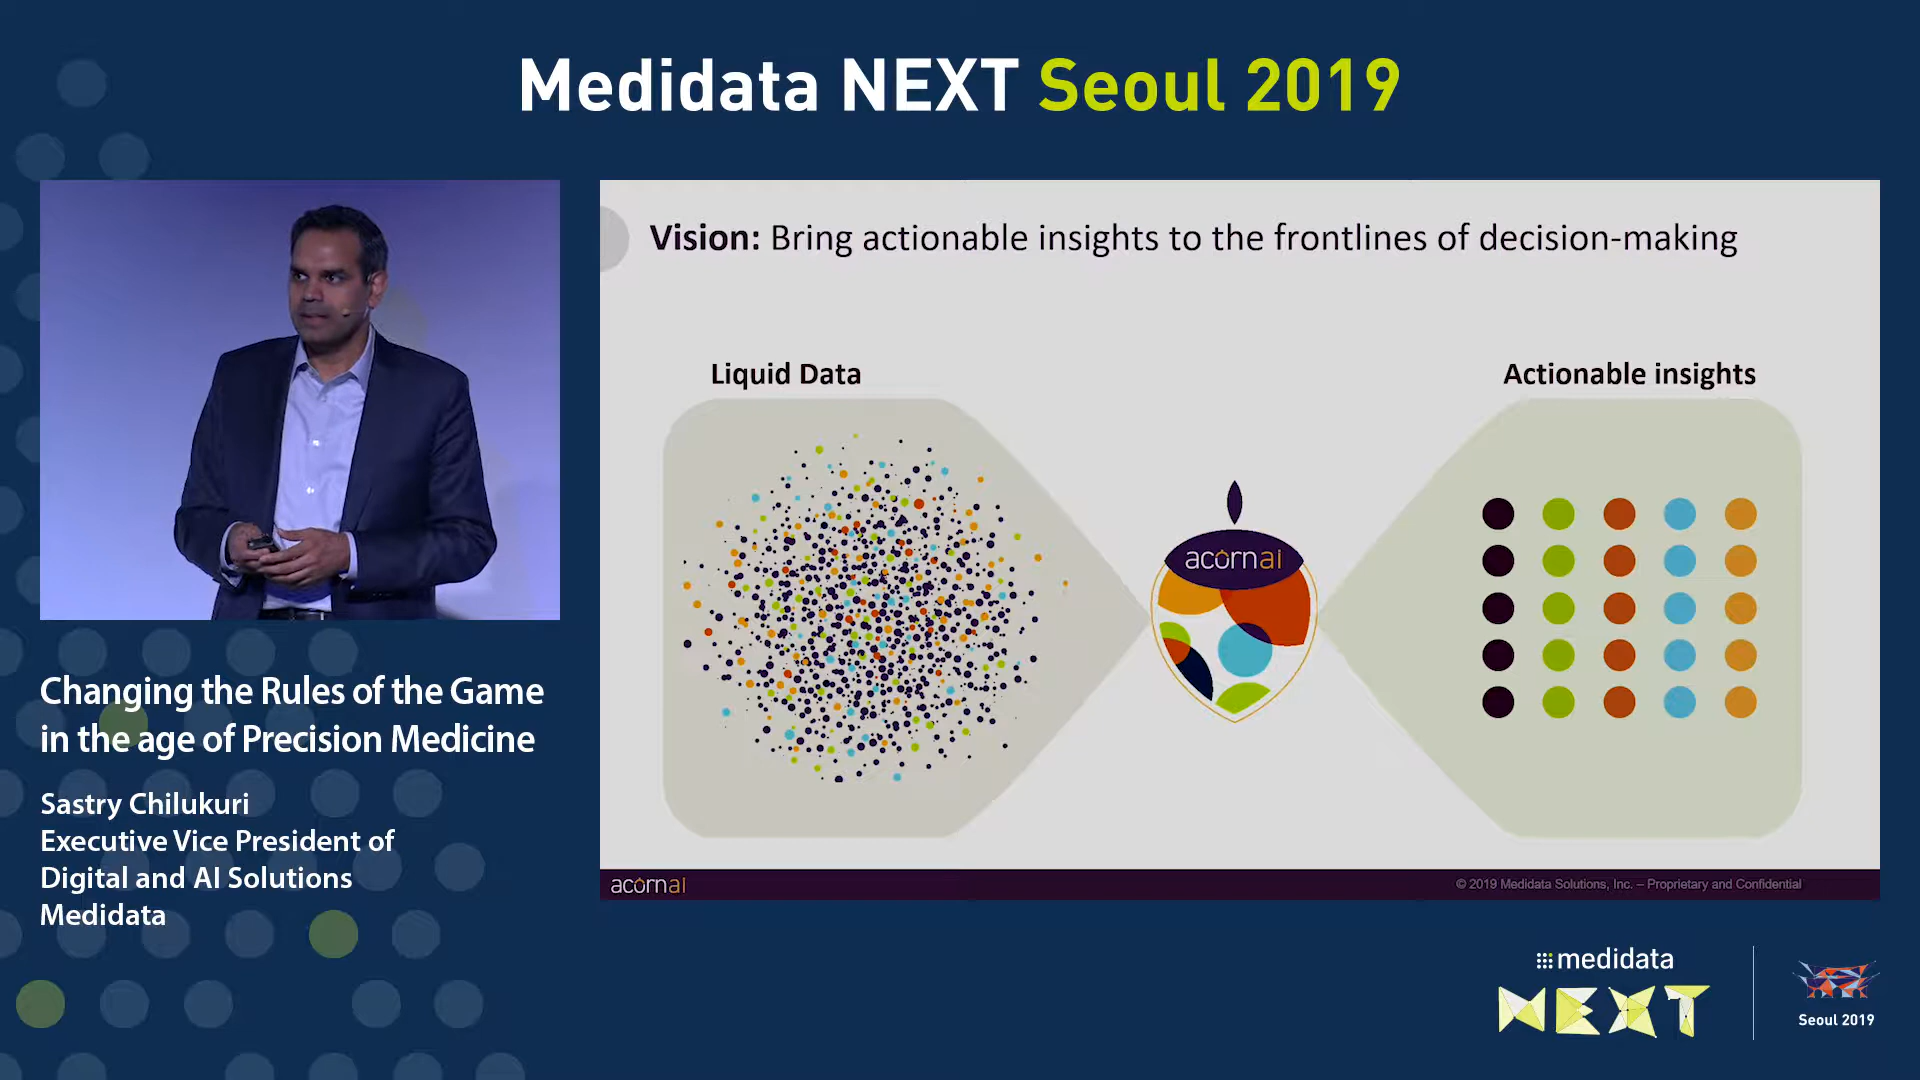 Medidata NEXT Seoul 2019
Vision: Bring actionable insights to the frontlines of decision-making
Liquid Data
Actionable insights
acornai
acornai
© 2019 Medidata Solutions, Inc. – Proprietary and Confidential
Changing the Rules of the Game
in the age of Precision Medicine
Sastry Chilukuri
Executive Vice President of
Digital and AI Solutions
Medidata
medidata
NEXT
Seoul 2019